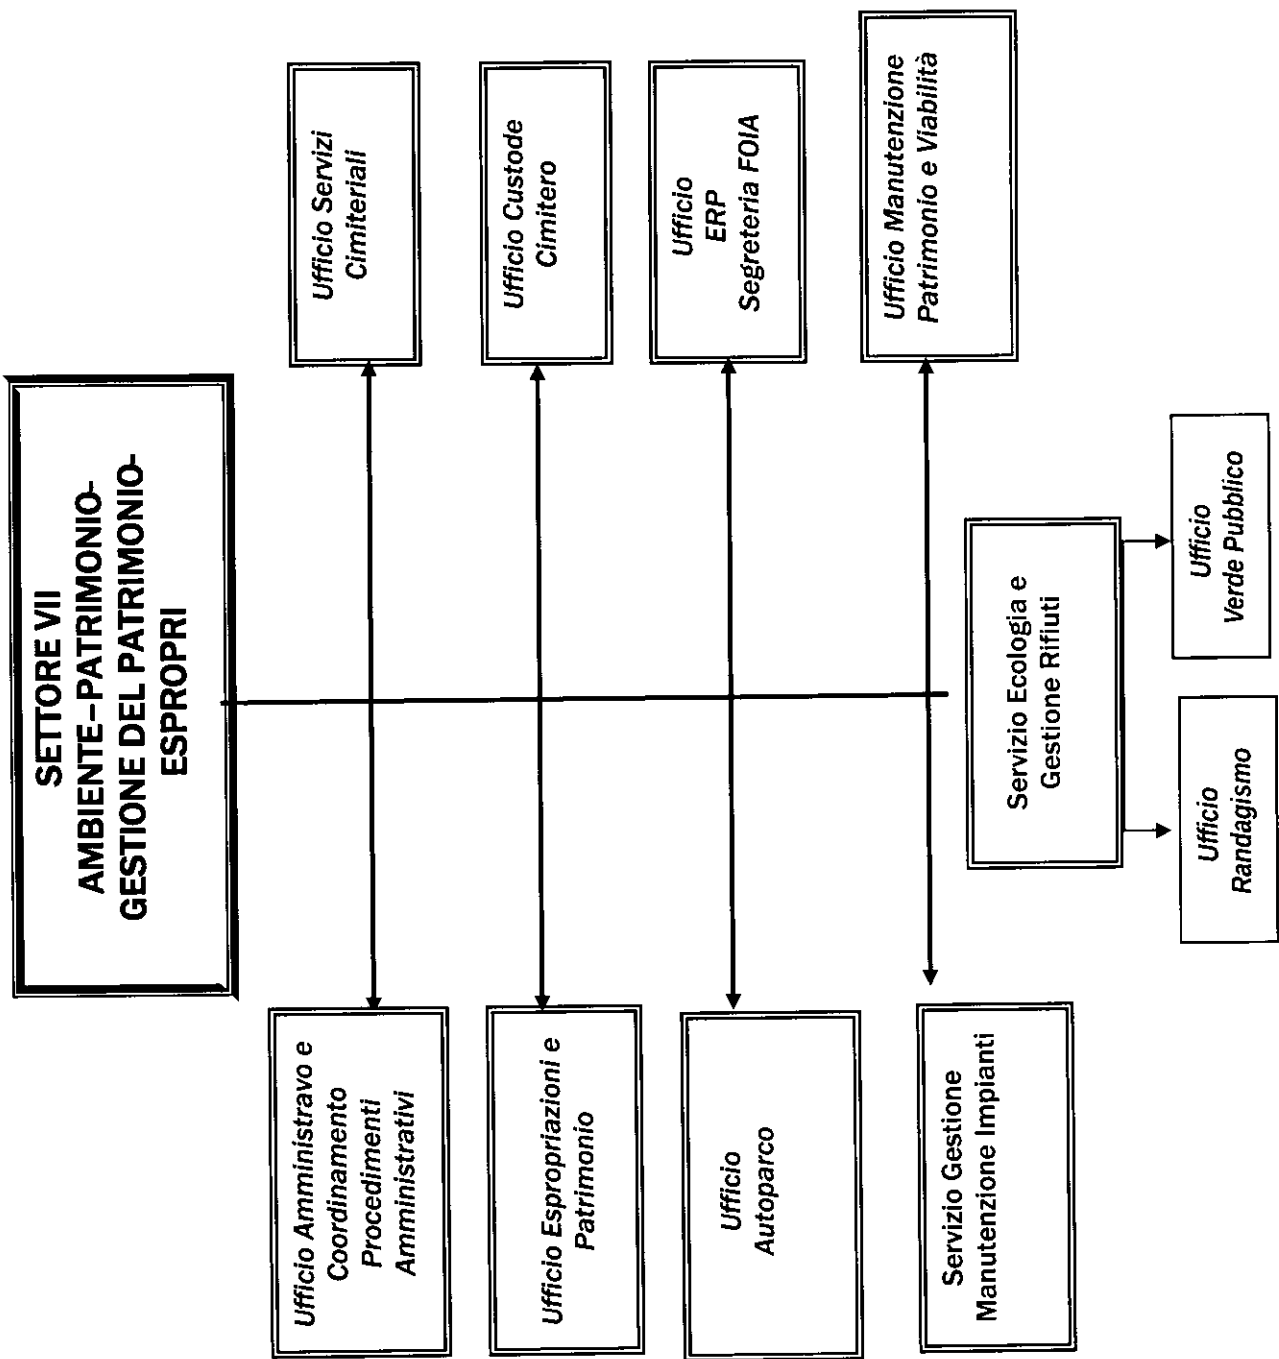 SETTORE VII
AMBIENTE-PATRIMONIO-
GESTIONE DEL PATRIMONIO-
ESPROPRI
Ufficio Amministravo e
Coordinamento
Procedimenti
Amministrativi
Ufficio Servizi
Cimiteriali
Ufficio Espropriazioni e
Patrimonio
Ufficio Custode
Cimitero
Ufficio
Autoparco
Ufficio
ERP
Segreteria FOIA
Servizio Gestione
Manutenzione Impianti
Ufficio Manutenzione
Patrimonio e Viabilità
Servizio Ecologia e
Gestione Rifiuti
Ufficio
Randagismo
Ufficio
Verde Pubblico